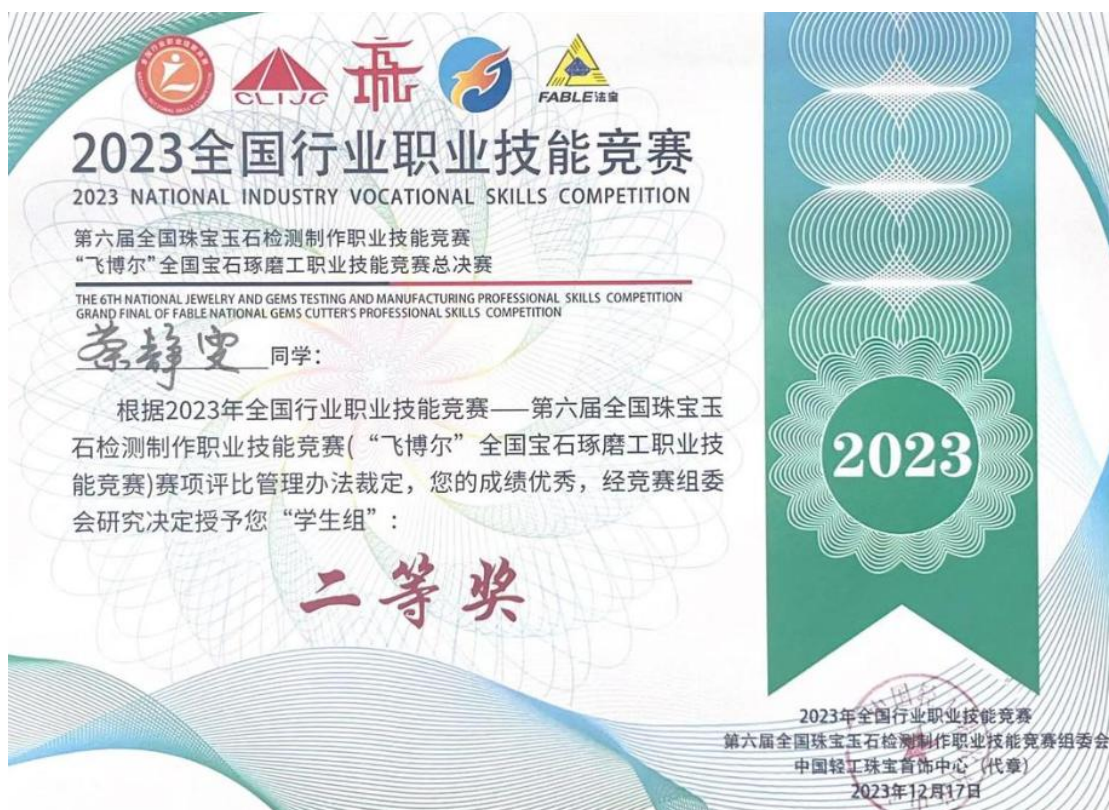 CLIJC
FABLE法宝
2023全国行业职业技能竞赛
2023 NATIONAL INDUSTRY VOCATIONAL SKILLS COMPETITION
第六届全国珠宝玉石检测制作职业技能竞赛
“飞博尔”全国宝石琢磨工职业技能竞赛总决赛
THE 6TH NATIONAL JEWELRY AND GEMS TESTING AND MANUFACTURING PROFESSIONAL SKILLS COMPETITION
GRAND FINAL OF FABLE NATIONAL GEMS CUTTER'S PROFESSIONAL SKILLS COMPETITION
静雯 同学：
根据2023年全国行业职业技能竞赛——第六届全国珠宝玉
石检测制作职业技能竞赛(“飞博尔”全国宝石琢磨工职业技
能竞赛)赛项评比管理办法裁定，您的成绩优秀，经竞赛组委
会研究决定授予您“学生组”：
二等奖
2023
2023年全国行业职业技能竞赛
第六届全国珠宝玉石检测制作职业技能竞赛组委会
中国轻工珠宝首饰中心（代章）
2023年12月17日